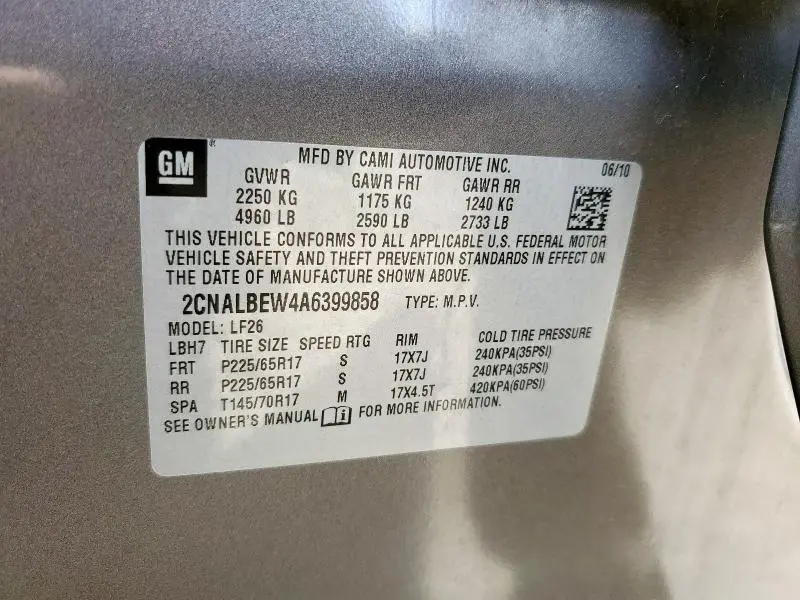 GM ®
MFD BY CAMI AUTOMOTIVE INC. 06/10
GVWR GAWR FRT GAWR RR
2250 KG 1175 KG 1240 KG
4960 LB 2590 LB 2733 LB
THIS VEHICLE CONFORMS TO ALL APPLICABLE U.S. FEDERAL MOTOR
VEHICLE SAFETY AND THEFT PREVENTION STANDARDS IN EFFECT ON
THE DATE OF MANUFACTURE SHOWN ABOVE.
2CNALBEW4A6399858 TYPE: M.P.V.
MODEL: LF26
LBH7 TIRE SIZE SPEED RTG RIM COLD TIRE PRESSURE
FRT P225/65R17 S 17X7J 240KPA(35PSI)
RR P225/65R17 S 17X7J 240KPA(35PSI)
SPA T145/70R17 M 17X4.5T 420KPA(60PSI)
SEE OWNER'S MANUAL i FOR MORE INFORMATION.